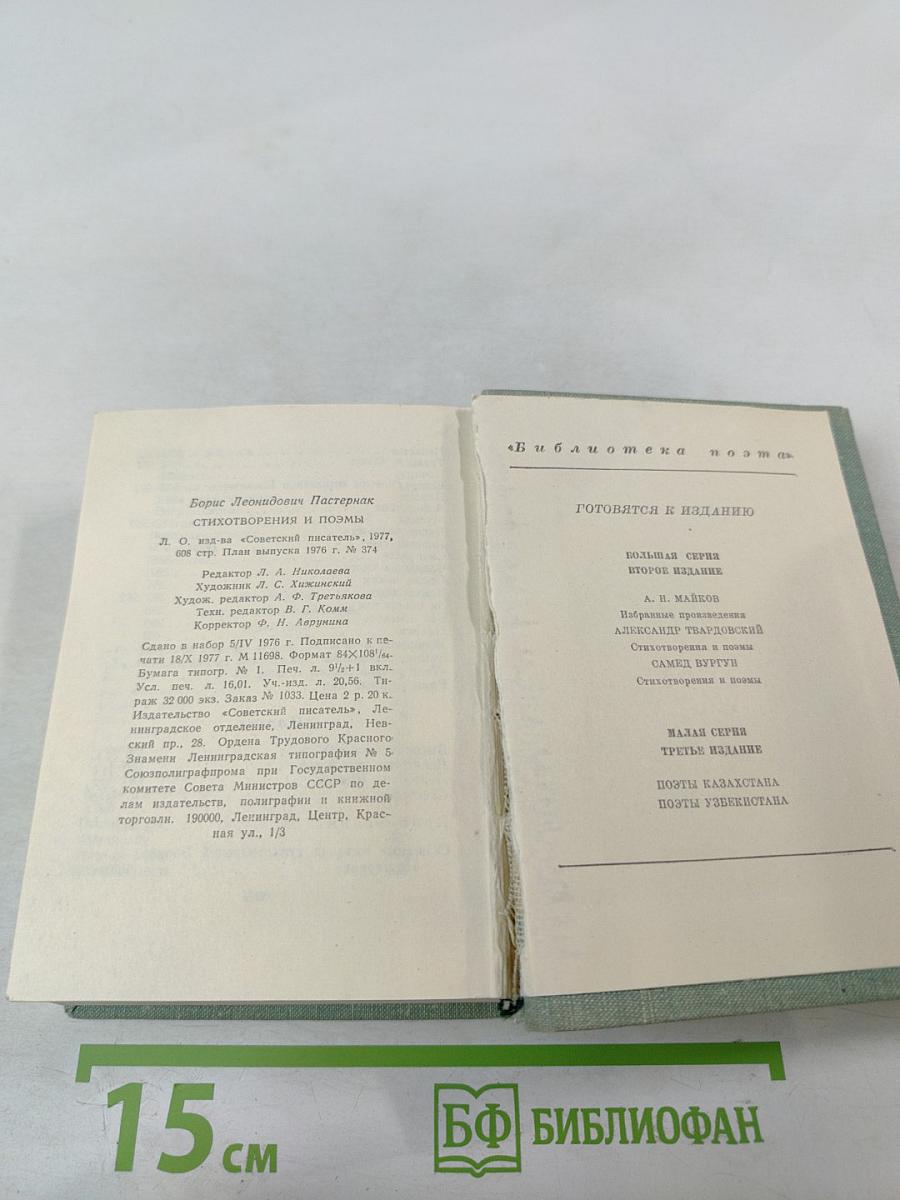 Борис Леонидович Пастернак
СТИХОТВОРЕНИЯ И ПОЭМЫ
Л. О. изд-ва «Советский писатель», 1977,
608 стр. План выпуска 1976 г. № 374
Редактор Л. А. Николаева
Художник Л. С. Хижинский
Худож. редактор А. Ф. Третьякова
Техн. редактор В. Г. Комм
Корректор Ф. Н. Аврунина
Сдано в набор 5/IV 1976 г. Подписано к пе-
чати 18/X 1977 г. М 11698. Формат 84×108¹/₆₄.
Бумага типогр. № 1. Печ. л. 9¹/₂+1 вкл.
Усл. печ. л. 16,01. Уч.-изд. л. 20,56. Ти-
раж 32 000 экз. Заказ № 1033. Цена 2 р. 20 к.
Издательство «Советский писатель», Ле-
нинградское отделение, Ленинград, Нев-
ский пр., 28. Ордена Трудового Красного
Знамени Ленинградская типография № 5
Союзполиграфпрома при Государственном
комитете Совета Министров СССР по де-
лам издательств, полиграфии и книжной
торговли. 190000, Ленинград, Центр, Крас-
ная ул., 1/3
«Библиотека поэта»
ГОТОВЯТСЯ К ИЗДАНИЮ
БОЛЬШАЯ СЕРИЯ
ВТОРОЕ ИЗДАНИЕ
А. Н. МАЙКОВ
Избранные произведения
АЛЕКСАНДР ТВАРДОВСКИЙ
Стихотворения и поэмы
САМЕД ВУРГУН
Стихотворения и поэмы
МАЛАЯ СЕРИЯ
ТРЕТЬЕ ИЗДАНИЕ
ПОЭТЫ КАЗАХСТАНА
ПОЭТЫ УЗБЕКИСТАНА
15 см
БФ БИБЛИОФАН